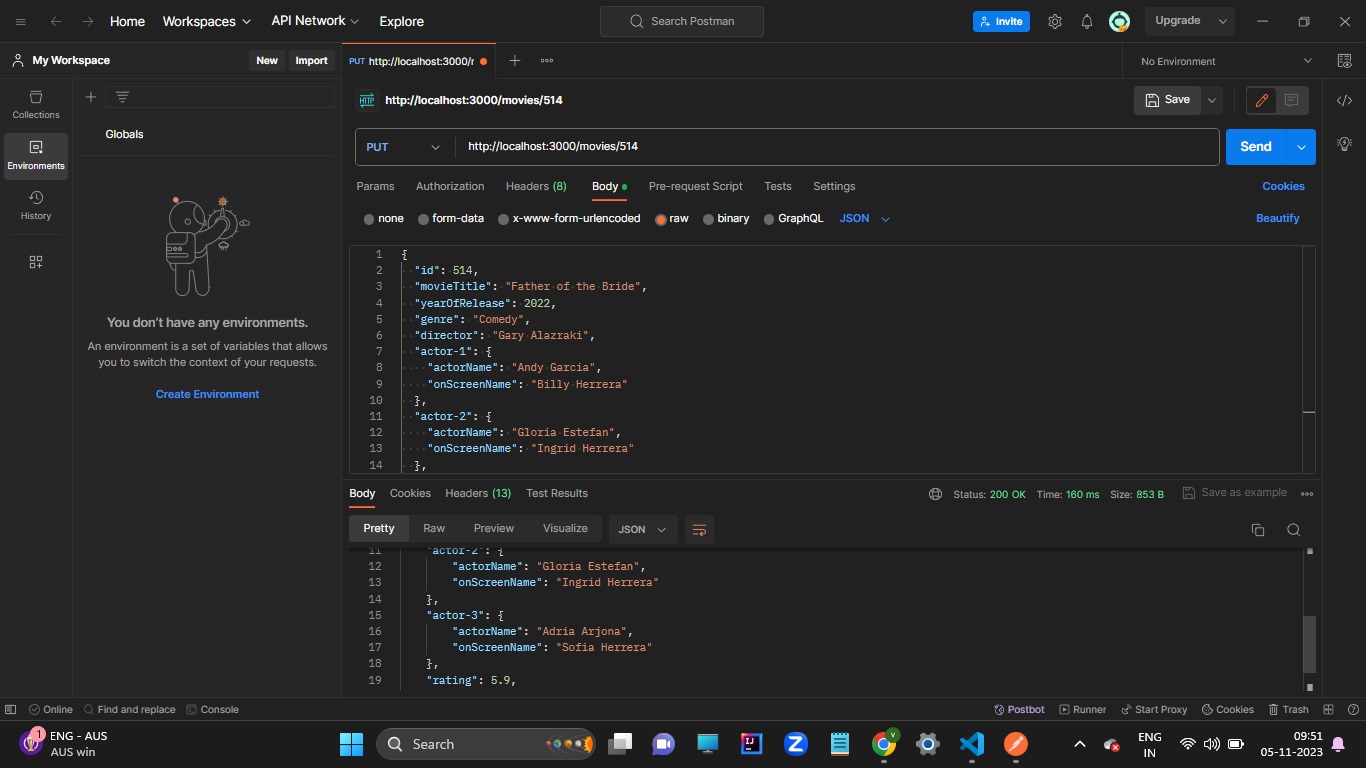 Home Workspaces API Network Explore Search Postman Invite Upgrade
My Workspace New Import PUT http://localhost:3000/r No Environment
Collections
Environments
History
Globals
You don't have any environments.
An environment is a set of variables that allows
you to switch the context of your requests.
Create Environment
HTTP http://localhost:3000/movies/514 Save
PUT http://localhost:3000/movies/514 Send
Params Authorization Headers (8) Body Pre-request Script Tests Settings Cookies
none form-data x-www-form-urlencoded raw binary GraphQL JSON Beautify
1 {
2 "id": 514,
3 "movieTitle": "Father of the Bride",
4 "yearOfRelease": 2022,
5 "genre": "Comedy",
6 "director": "Gary Alazraki",
7 "actor-1": {
8 "actorName": "Andy Garcia",
9 "onScreenName": "Billy Herrera"
10 },
11 "actor-2": {
12 "actorName": "Gloria Estefan",
13 "onScreenName": "Ingrid Herrera"
14 },
Body Cookies Headers (13) Test Results Status: 200 OK Time: 160 ms Size: 853 B Save as example
Pretty Raw Preview Visualize JSON
11 "actor-2": {
12 "actorName": "Gloria Estefan",
13 "onScreenName": "Ingrid Herrera"
14 },
15 "actor-3": {
16 "actorName": "Adria Arjona",
17 "onScreenName": "Sofia Herrera"
18 },
19 "rating": 5.9,
Online Find and replace Console Postbot Runner Start Proxy Cookies Trash
1 ENG - AUS
AUS win
Search
IJ
Z
V
ENG
IN
09:51
05-11-2023